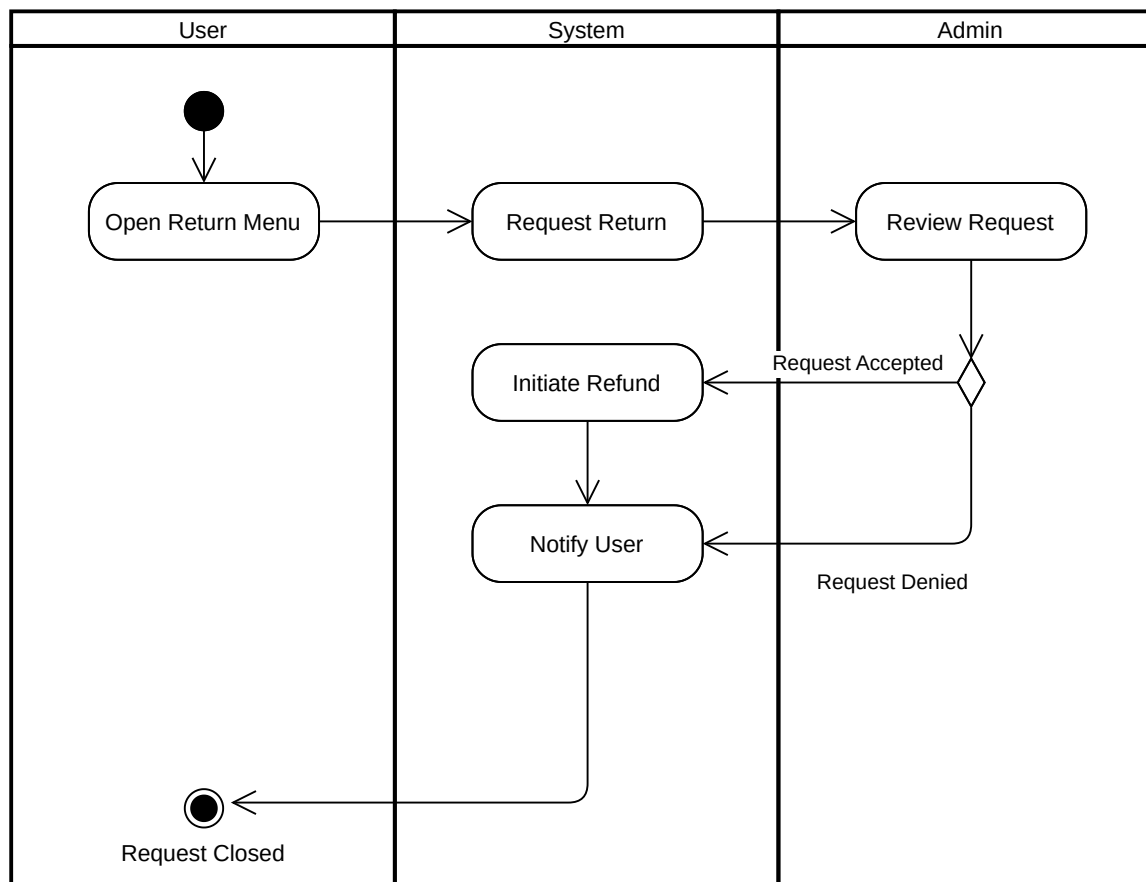 User
System
Admin
Open Return Menu
Request Return
Review Request
Initiate Refund
Request Accepted
Notify User
Request Denied
Request Closed